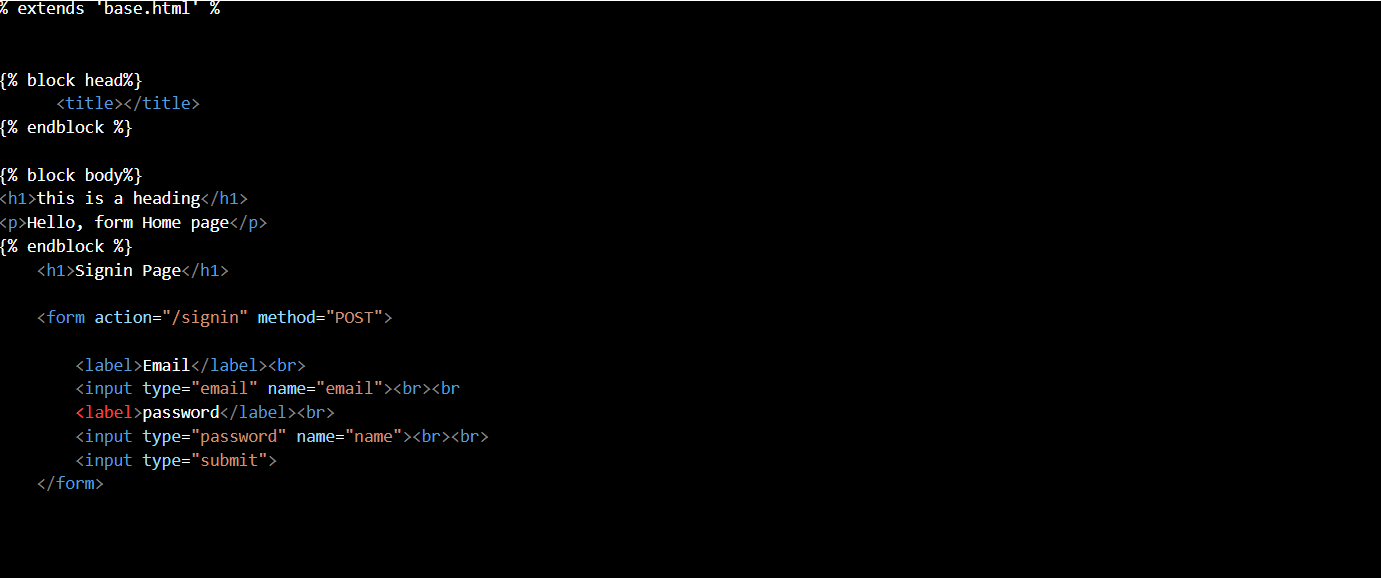 % extends 'base.html' %
{% block head%}
<title></title>
{% endblock %}
{% block body%}
<h1>this is a heading</h1>
<p>Hello, form Home page</p>
{% endblock %}
<h1>Signin Page</h1>
<form action="/signin" method="POST">
<label>Email</label><br>
<input type="email" name="email"><br><br
<label>password</label><br>
<input type="password" name="name"><br><br>
<input type="submit">
</form>